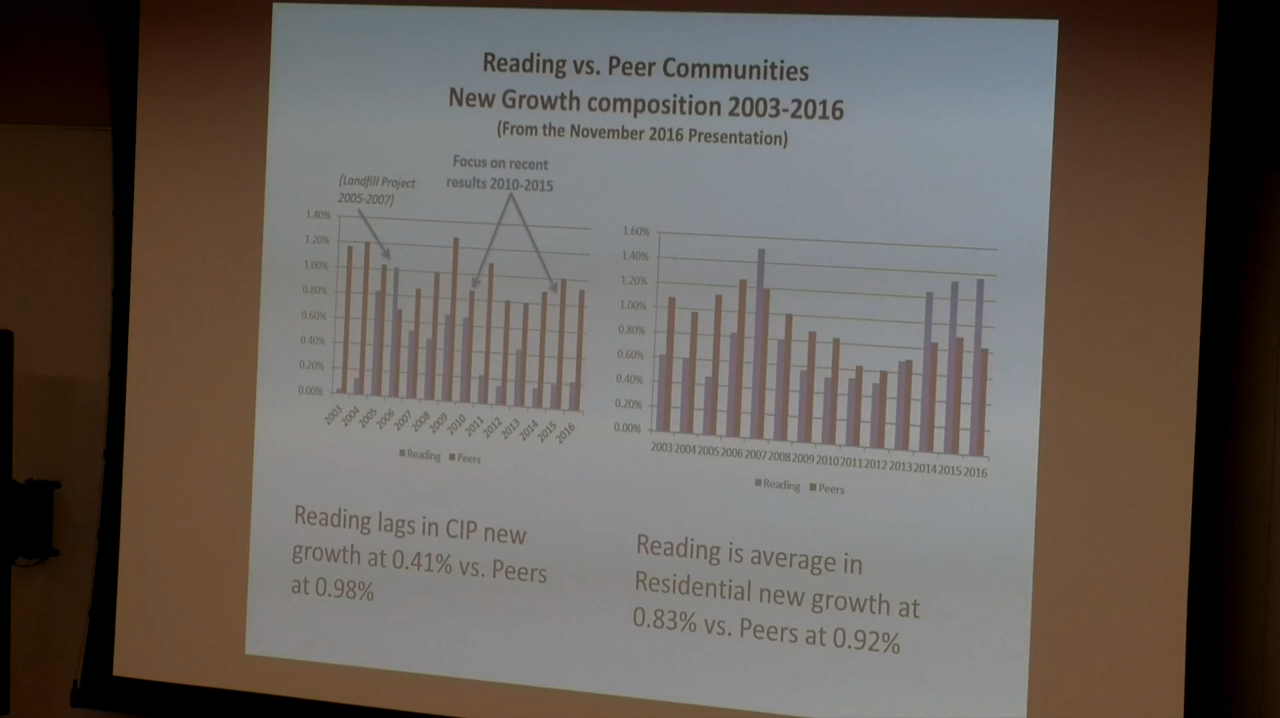 Reading vs. Peer Communities
New Growth composition 2003-2016
(From the November 2016 Presentation)
Focus on recent
results 2010-2015
[Landfill Project
2005-2007]
1.40%
1.20%
1.00%
0.80%
0.60%
0.40%
0.20%
0.00%
2003 2004 2005 2006 2007 2008 2009 2010 2011 2012 2013 2014 2015 2016
Reading Peers
1.60%
1.40%
1.20%
1.00%
0.80%
0.60%
0.40%
0.20%
0.00%
2003 2004 2005 2006 2007 2008 2009 2010 2011 2012 2013 2014 2015 2016
Reading Peers
Reading lags in CIP new
growth at 0.41% vs. Peers
at 0.98%
Reading is average in
Residential new growth at
0.83% vs. Peers at 0.92%